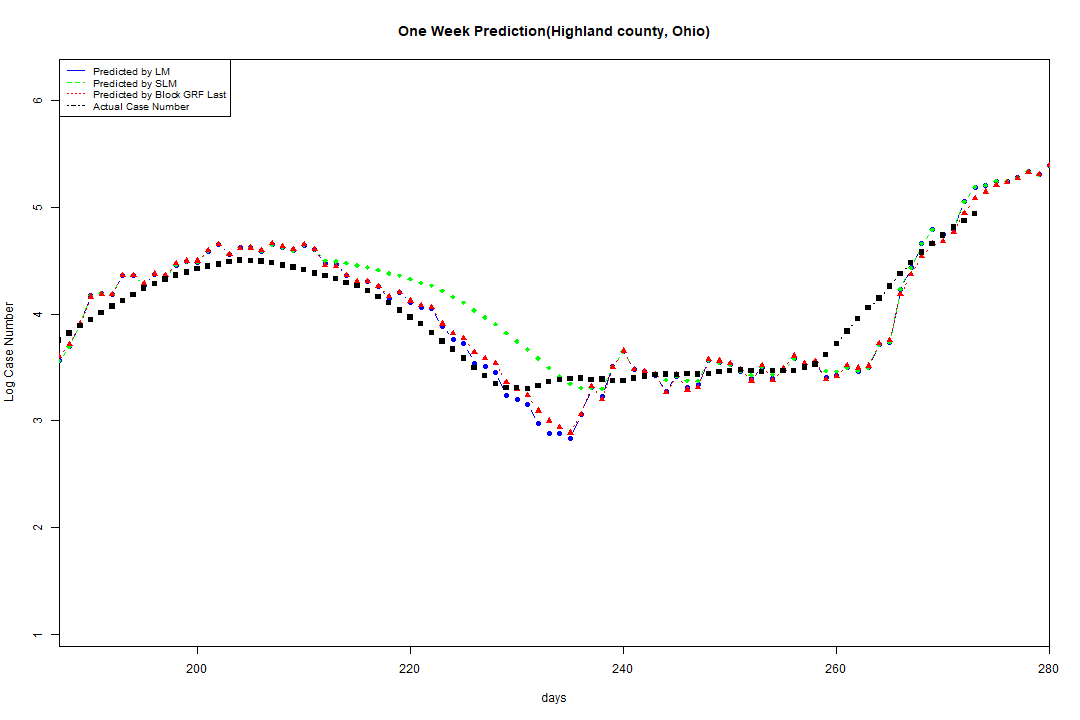 One Week Prediction(Highland county, Ohio)
Predicted by LM
Predicted by SLM
Predicted by Block GRF Last
Actual Case Number
6
5
4
3
2
1
Log Case Number
200 220 240 260 280
days